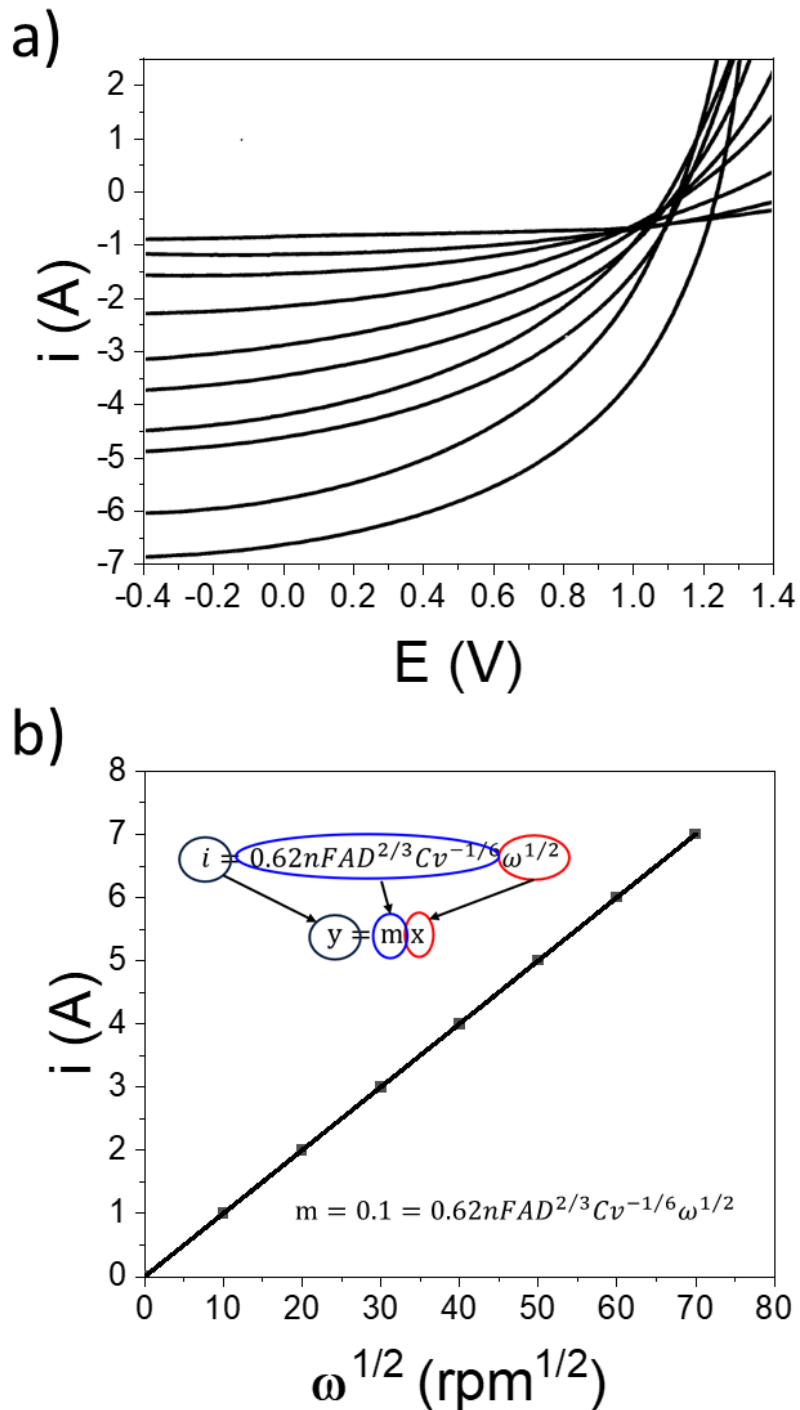 a)
2
1
0
-1
-2
-3
-4
-5
-6
-7
i (A)
-0.4 -0.2 0.0 0.2 0.4 0.6 0.8 1.0 1.2 1.4
E (V)
b)
8
7
6
5
4
3
2
1
0
i (A)
i = 0.62nFAD^{2/3}Cv^{-1/6}ω^{1/2}
y = mx
m = 0.1 = 0.62nFAD^{2/3}Cv^{-1/6}ω^{1/2}
0 10 20 30 40 50 60 70 80
ω^{1/2} (rpm^{1/2})